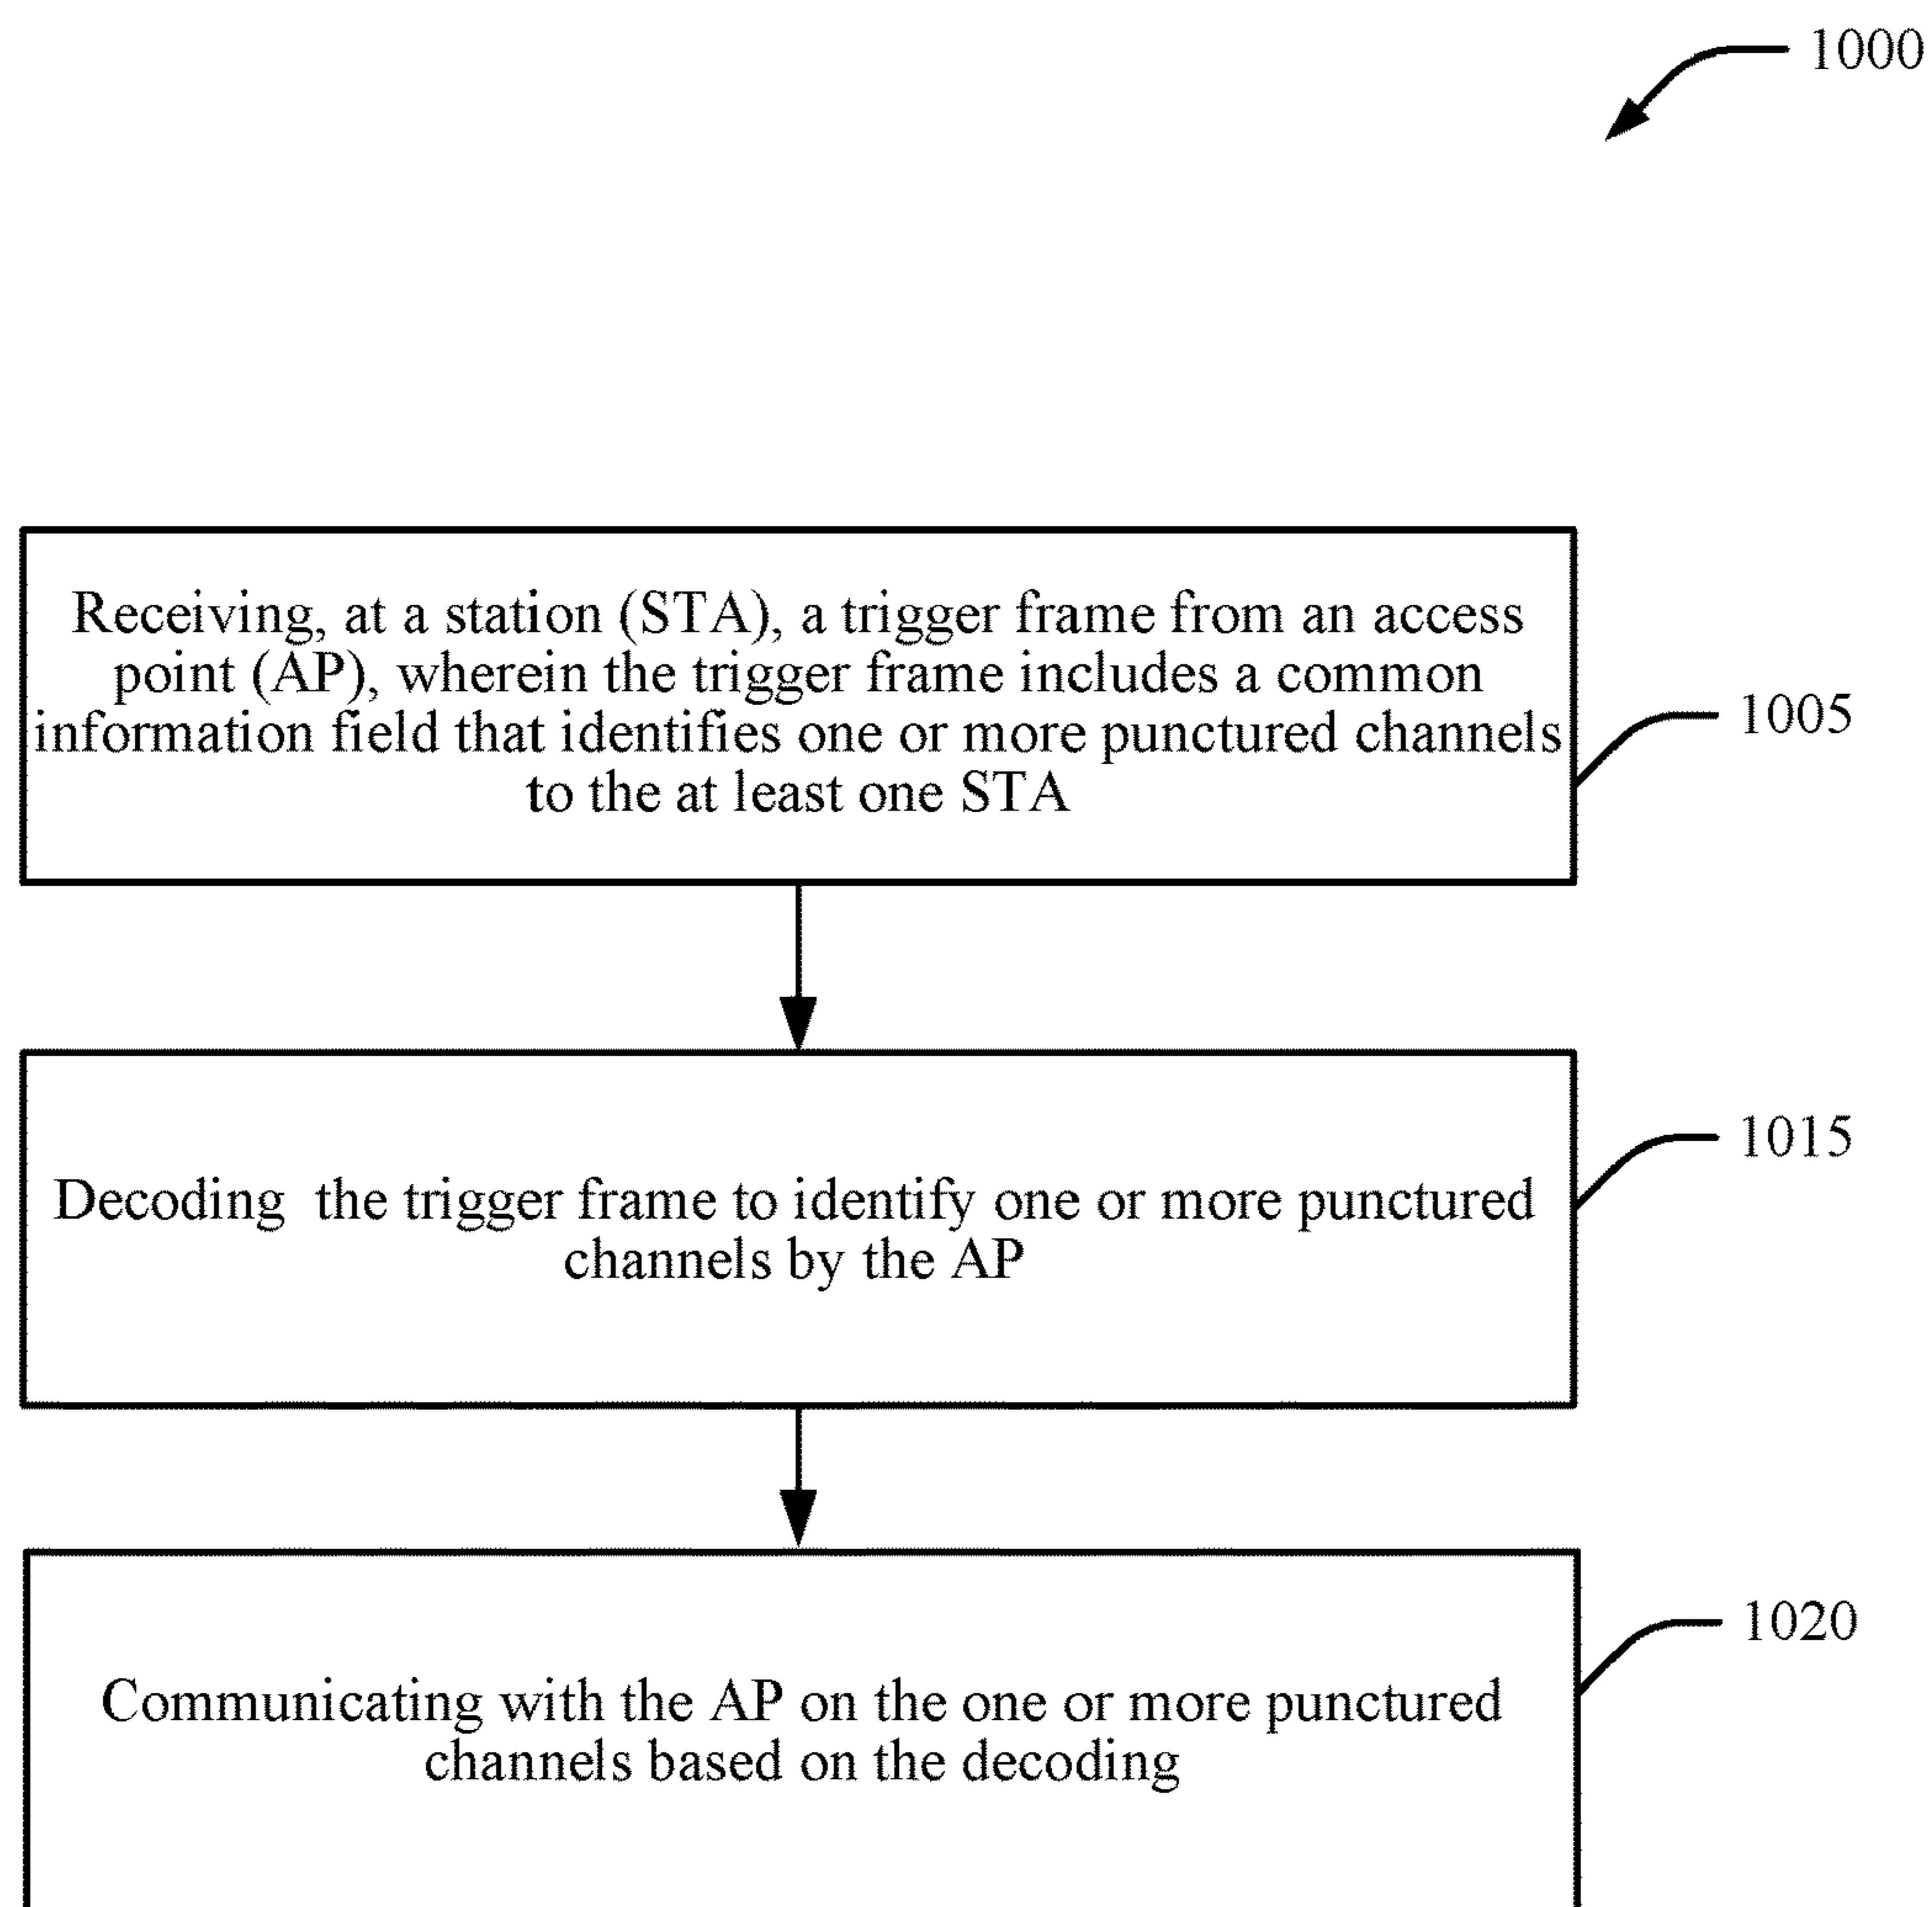 1000
Receiving, at a station (STA), a trigger frame from an access
point (AP), wherein the trigger frame includes a common
information field that identifies one or more punctured channels
to the at least one STA
1005
Decoding the trigger frame to identify one or more punctured
channels by the AP
1015
Communicating with the AP on the one or more punctured
channels based on the decoding
1020